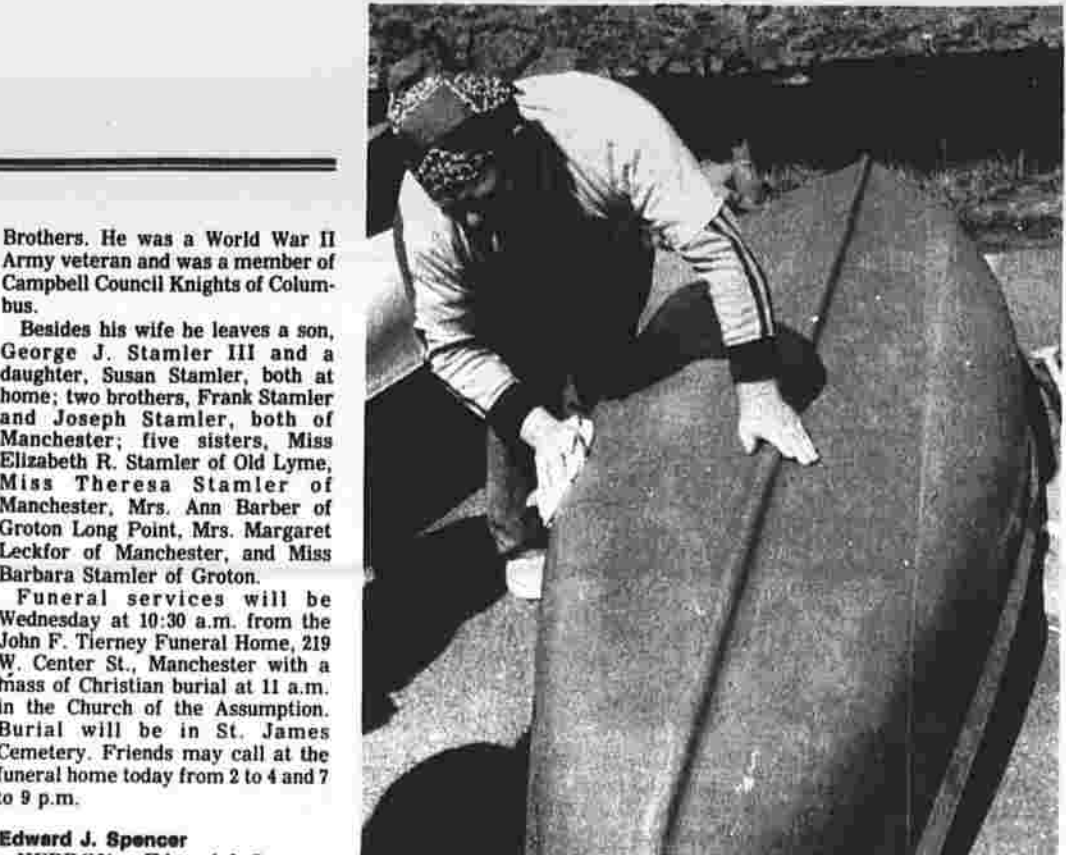 Brothers. He was a World War II
Army veteran and was a member of
Campbell Council Knights of Colum-
bus.
Besides his wife he leaves a son,
George J. Stamler III and a
daughter, Susan Stamler, both at
home; two brothers, Frank Stamler
and Joseph Stamler, both of
Manchester; five sisters, Miss
Elizabeth R. Stamler of Old Lyme,
Miss Theresa Stamler of
Manchester, Mrs. Ann Barber of
Groton Long Point, Mrs. Margaret
Leckfor of Manchester, and Miss
Barbara Stamler of Groton.
Funeral services will be
Wednesday at 10:30 a.m. from the
John F. Tierney Funeral Home, 219
W. Center St., Manchester with a
mass of Christian burial at 11 a.m.
in the Church of the Assumption.
Burial will be in St. James
Cemetery. Friends may call at the
funeral home today from 2 to 4 and 7
to 9 p.m.
Edward J. Spencer